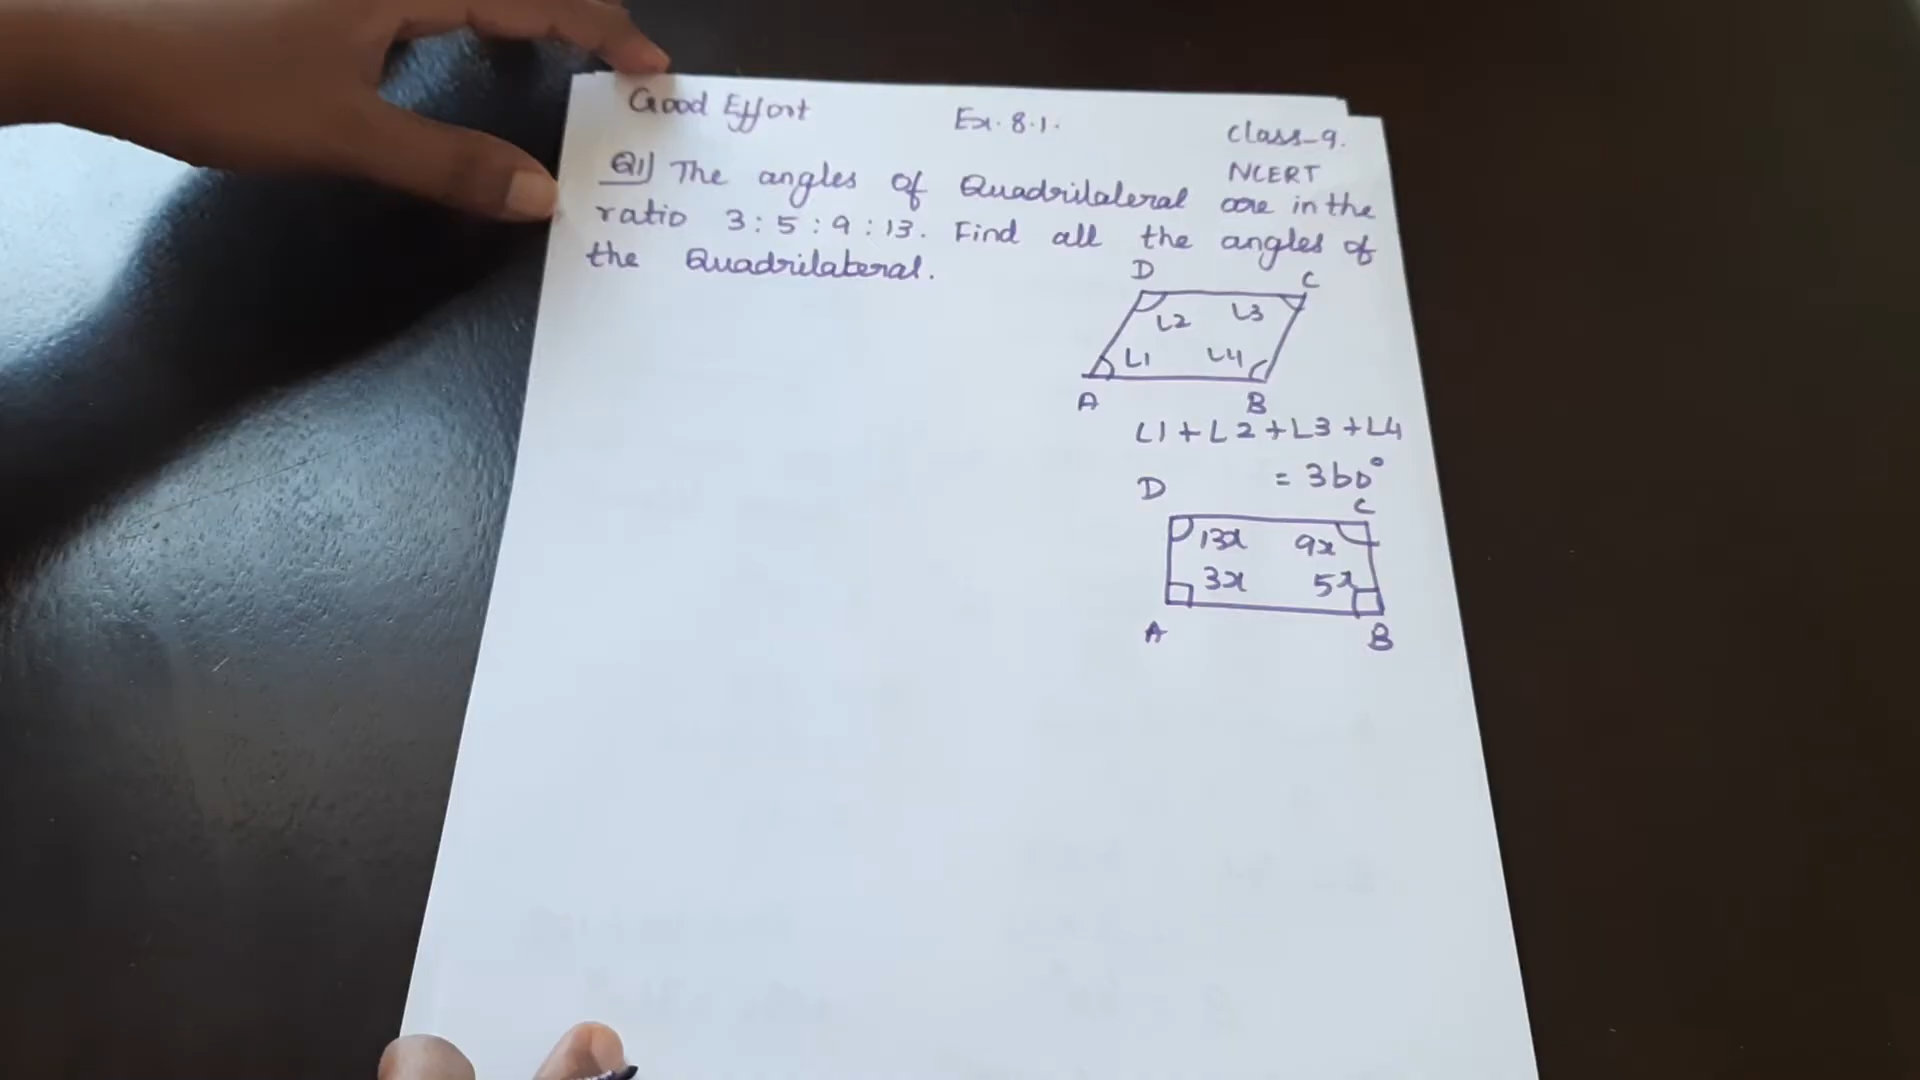 Good Effort Ex. 8.1. Class-9.
NCERT
Q1) The angles of Quadrilateral are in the
ratio 3 : 5 : 9 : 13. Find all the angles of
the Quadrilateral.
D C
∠2 ∠3
∠1 ∠4
A B
∠1 + ∠2 + ∠3 + ∠4
= 360°
D C
13x 9x
3x 5x
A B